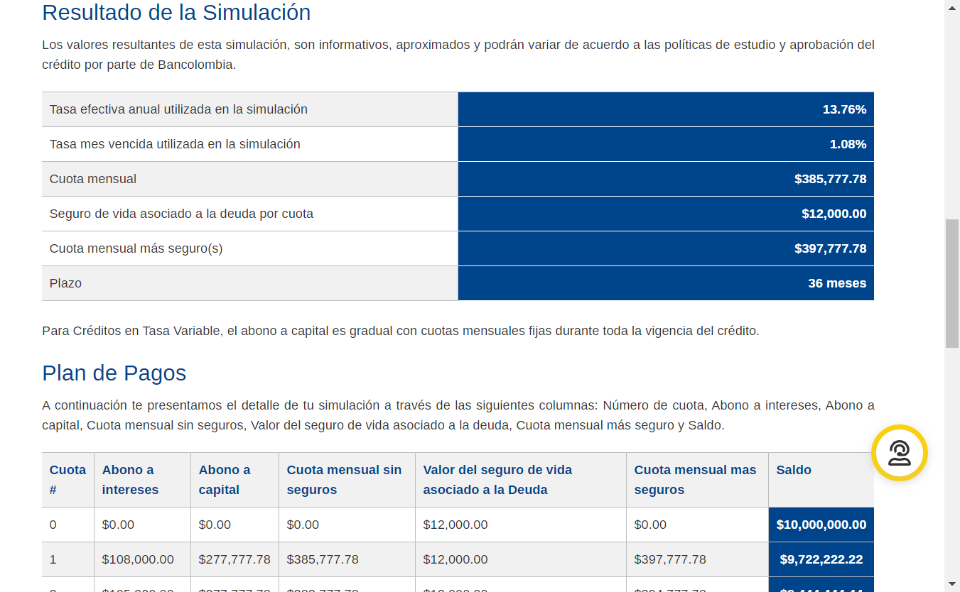 Resultado de la Simulación
Los valores resultantes de esta simulación, son informativos, aproximados y podrán variar de acuerdo a las políticas de estudio y aprobación del
crédito por parte de Bancolombia.
Tasa efectiva anual utilizada en la simulación 13.76%
Tasa mes vencida utilizada en la simulación 1.08%
Cuota mensual $385,777.78
Seguro de vida asociado a la deuda por cuota $12,000.00
Cuota mensual más seguro(s) $397,777.78
Plazo 36 meses
Para Créditos en Tasa Variable, el abono a capital es gradual con cuotas mensuales fijas durante toda la vigencia del crédito.
Plan de Pagos
A continuación te presentamos el detalle de tu simulación a través de las siguientes columnas: Número de cuota, Abono a intereses, Abono a
capital, Cuota mensual sin seguros, Valor del seguro de vida asociado a la deuda, Cuota mensual más seguro y Saldo.
Cuota Abono a Abono a Cuota mensual sin Valor del seguro de vida Cuota mensual mas Saldo
# intereses capital seguros asociado a la Deuda seguros
0 $0.00 $0.00 $0.00 $12,000.00 $0.00 $10,000,000.00
1 $108,000.00 $277,777.78 $385,777.78 $12,000.00 $397,777.78 $9,722,222.22